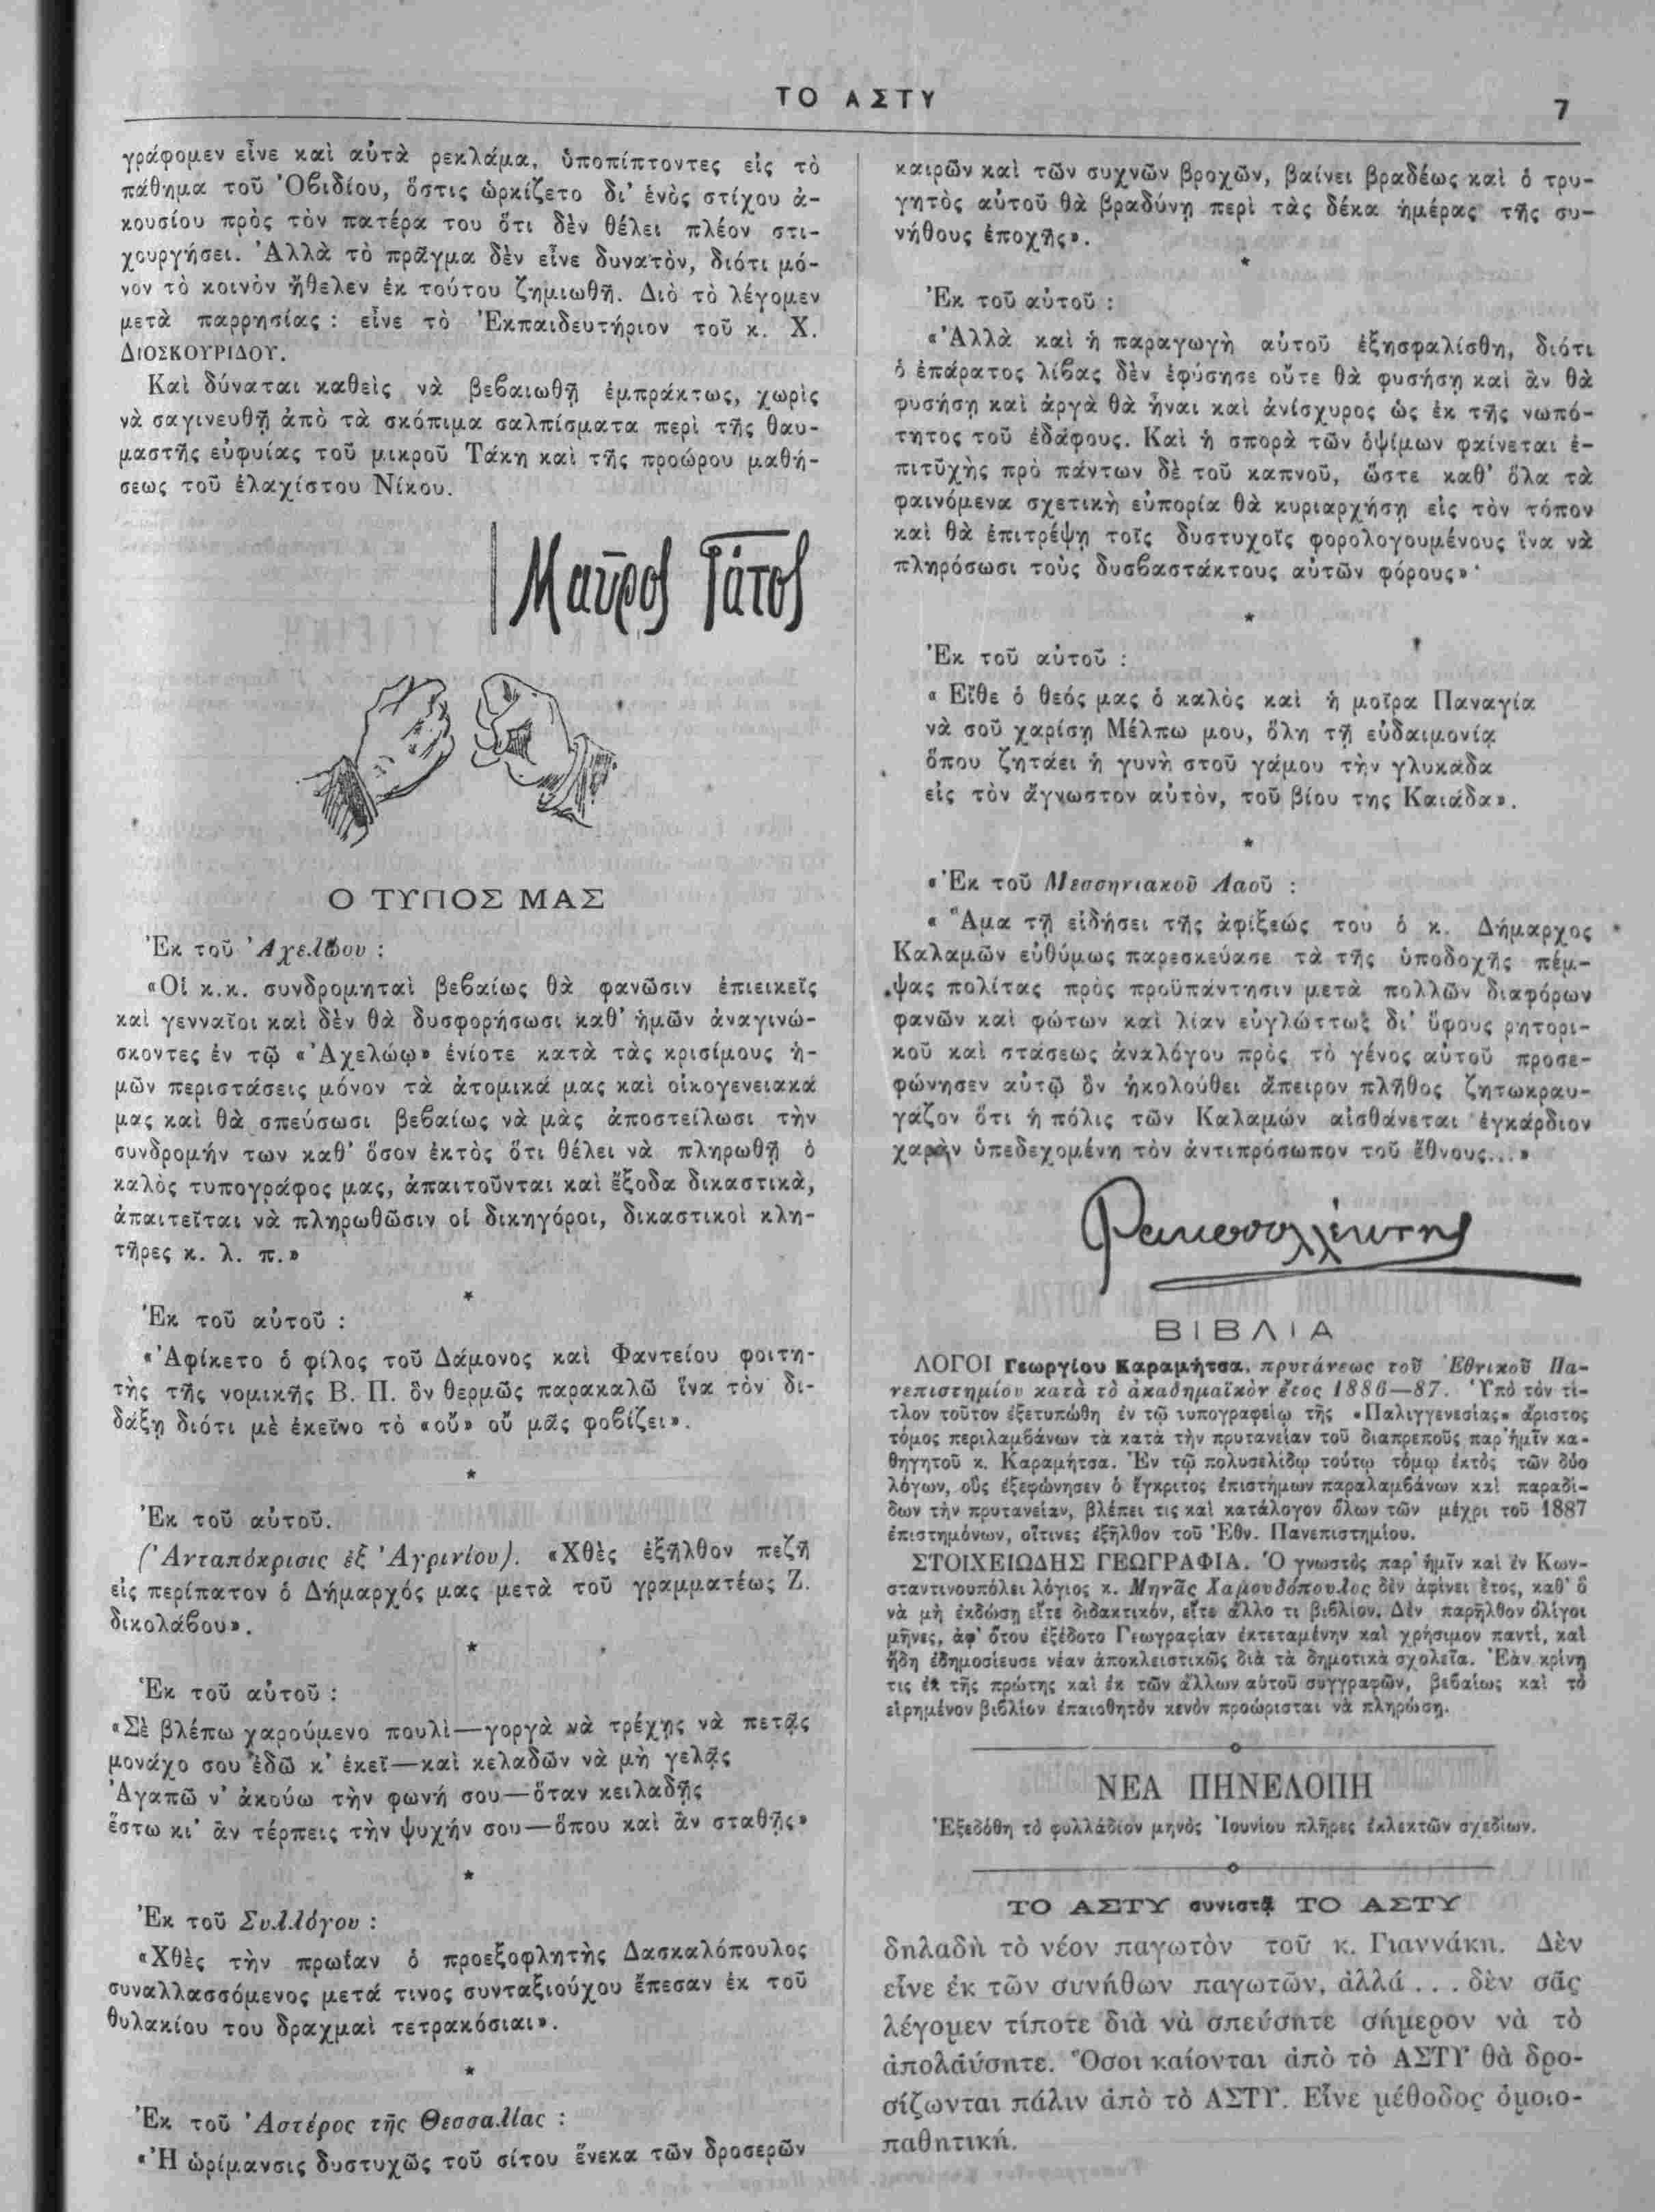 ΤΟ ΑΣΤΥ
7
γράφομεν εἶνε καὶ αὐτὰ ρεκλάμα, ὑποπίπτοντες εἰς τὸ
πάθημα τοῦ Ὀβιδίου, ὅστις ὡρκίζετο δι' ἑνὸς στίχου ἀ-
κουσίου πρὸς τὸν πατέρα του ὅτι δὲν θέλει πλέον στι-
χουργήσει. Ἀλλὰ τὸ πρᾶγμα δὲν εἶνε δυνατὸν, διότι μό-
νον τὸ κοινὸν ἤθελεν ἐκ τούτου ζημιωθῆ. Διὸ τὸ λέγομεν
μετὰ παρρησίας : εἶνε τὸ Ἐκπαιδευτήριον τοῦ κ. Χ.
ΔΙΟΣΚΟΥΡΙΔΟΥ.
Καὶ δύναται καθεὶς νὰ βεβαιωθῇ ἐμπράκτως, χωρὶς
νὰ σαγινευθῇ ἀπὸ τὰ σκόπιμα σαλπίσματα περὶ τῆς θαυ-
μαστῆς εὐφυίας τοῦ μικροῦ Τάκη καὶ τῆς προώρου μαθή-
σεως τοῦ ἐλαχίστου Νίκου.
Μαῦρος Γάτος
Ο ΤΥΠΟΣ ΜΑΣ
Ἐκ τοῦ Ἀχελώου :
«Οἱ κ.κ. συνδρομηταὶ βεβαίως θὰ φανῶσιν ἐπιεικεῖς
καὶ γενναῖοι καὶ δὲν θὰ δυσφορήσωσι καθ' ἡμῶν ἀναγινώ-
σκοντες ἐν τῷ «Ἀχελώῳ» ἐνίοτε κατὰ τὰς κρισίμους ἡ-
μῶν περιστάσεις μόνον τὰ ἀτομικά μας καὶ οἰκογενειακά
μας καὶ θὰ σπεύσωσι βεβαίως νὰ μᾶς ἀποστείλωσι τὴν
συνδρομήν των καθ' ὅσον ἐκτὸς ὅτι θέλει νὰ πληρωθῇ ὁ
καλὸς τυπογράφος μας, ἀπαιτοῦνται καὶ ἔξοδα δικαστικὰ,
ἀπαιτεῖται νὰ πληρωθῶσιν οἱ δικηγόροι, δικαστικοὶ κλη-
τῆρες κ. λ. π.»
*
Ἐκ τοῦ αὐτοῦ :
«Ἀφίκετο ὁ φίλος τοῦ Δάμονος καὶ Φαντείου φοιτη-
τὴς τῆς νομικῆς Β. Π. ὃν θερμῶς παρακαλῶ ἵνα τὸν δι-
δάξῃ διότι μὲ ἐκεῖνο τὸ «οὔ» οὔ μᾶς φοβίζει».
*
Ἐκ τοῦ αὐτοῦ.
(Ἀνταπόκρισις ἐξ Ἀγρινίου). «Χθὲς ἐξῆλθον πεζῇ
εἰς περίπατον ὁ Δήμαρχός μας μετὰ τοῦ γραμματέως Ζ.
δικολάβου».
*
Ἐκ τοῦ αὐτοῦ :
«Σὲ βλέπω χαρούμενο πουλὶ—γοργὰ νὰ τρέχῃς νὰ πετᾷς
μονάχο σου ἐδῶ κ' ἐκεῖ—καὶ κελαδῶν νὰ μὴ γελᾷς
Ἀγαπῶ ν' ἀκούω τὴν φωνή σου—ὅταν κειλαδῇς
ἔστω κι' ἂν τέρπεις τὴν ψυχήν σου—ὅπου καὶ ἂν σταθῇς»
*
Ἐκ τοῦ Συλλόγου :
«Χθὲς τὴν πρωΐαν ὁ προεξοφλητὴς Δασκαλόπουλος
συναλλασσόμενος μετά τινος συνταξιούχου ἔπεσαν ἐκ τοῦ
θυλακίου του δραχμαὶ τετρακόσιαι».
*
Ἐκ τοῦ Ἀστέρος τῆς Θεσσαλίας :
«Ἡ ὡρίμανσις δυστυχῶς τοῦ σίτου ἕνεκα τῶν δροσερῶν
καιρῶν καὶ τῶν συχνῶν βροχῶν, βαίνει βραδέως καὶ ὁ τρυ-
γητὸς αὐτοῦ θὰ βραδύνῃ περὶ τὰς δέκα ἡμέρας τῆς συ-
νήθους ἐποχῆς».
*
Ἐκ τοῦ αὐτοῦ :
«Ἀλλὰ καὶ ἡ παραγωγὴ αὐτοῦ ἐξησφαλίσθη, διότι
ὁ ἐπάρατος λίβας δὲν ἐφύσησε οὔτε θὰ φυσήσῃ καὶ ἂν θὰ
φυσήσῃ καὶ ἀργὰ θὰ ἦναι καὶ ἀνίσχυρος ὡς ἐκ τῆς νωπό-
τητος τοῦ ἐδάφους. Καὶ ἡ σπορὰ τῶν ὀψίμων φαίνεται ἐ-
πιτῦχὴς πρὸ πάντων δὲ τοῦ καπνοῦ, ὥστε καθ' ὅλα τὰ
φαινόμενα σχετικὴ εὐπορία θὰ κυριαρχήσῃ εἰς τὸν τόπον
καὶ θὰ ἐπιτρέψῃ τοῖς δυστυχοῖς φορολογουμένους ἵνα νὰ
πληρόσωσι τοὺς δυσβαστάκτους αὐτῶν φόρους»·
*
Ἐκ τοῦ αὐτοῦ :
« Εἴθε ὁ θεός μας ὁ καλὸς καὶ ἡ μοῖρα Παναγία
νὰ σοῦ χαρίσῃ Μέλπω μου, ὅλη τῇ εὐδαιμονίᾳ
ὅπου ζητάει ἡ γυνὴ στοῦ γάμου τὴν γλυκάδα
εἰς τὸν ἄγνωστον αὐτὸν, τοῦ βίου της Καιάδα».
*
«Ἐκ τοῦ Μεσσηνιακοῦ Λαοῦ :
« Ἅμα τῇ εἰδήσει τῆς ἀφίξεώς του ὁ κ. Δήμαρχος
Καλαμῶν εὐθύμως παρεσκεύασε τὰ τῆς ὑποδοχῆς πέμ-
ψας πολίτας πρὸς προϋπάντησιν μετὰ πολλῶν διαφόρων
φανῶν καὶ φώτων καὶ λίαν εὐγλώττως δι' ὕφους ρητορι-
κοῦ καὶ στάσεως ἀναλόγου πρὸς τὸ γένος αὐτοῦ προσε-
φώνησεν αὐτῷ ὃν ἠκολούθει ἄπειρον πλῆθος ζητωκραυ-
γάζον ὅτι ἡ πόλις τῶν Καλαμών αἰσθάνεται ἐγκάρδιον
χαρὰν ὑπεδεχομένη τὸν ἀντιπρόσωπον τοῦ ἔθνους...»
Ρακοσυλλέκτης
ΒΙΒΛΙΑ
ΛΟΓΟΙ Γεωργίου Καραμήτσα, πρυτάνεως τοῦ Ἐθνικοῦ Πα-
νεπιστημίου κατὰ τὸ ἀκαδημαϊκὸν ἔτος 1886—87. Ὑπὸ τὸν τί-
τλον τοῦτον ἐξετυπώθη ἐν τῷ τυπογραφείῳ τῆς «Παλιγγενεσίας» ἄριστος
τόμος περιλαμβάνων τὰ κατὰ τὴν πρυτανείαν τοῦ διαπρεποῦς παρ' ἡμῖν κα-
θηγητοῦ κ. Καραμήτσα. Ἐν τῷ πολυσελίδῳ τούτῳ τόμῳ ἐκτὸς τῶν δύο
λόγων, οὓς ἐξεφώνησεν ὁ ἔγκριτος ἐπιστήμων παραλαμβάνων καὶ παραδί-
δων τὴν πρυτανείαν, βλέπει τις καὶ κατάλογον ὅλων τῶν μέχρι τοῦ 1887
ἐπιστημόνων, οἵτινες ἐξῆλθον τοῦ Ἐθν. Πανεπιστημίου.
ΣΤΟΙΧΕΙΩΔΗΣ ΓΕΩΓΡΑΦΙΑ. Ὁ γνωστὸς παρ' ἡμῖν καὶ ἐν Κων-
σταντινουπόλει λόγιος κ. Μηνᾶς Χαμουδόπουλος δὲν ἀφίνει ἔτος, καθ' ὃ
νὰ μὴ ἐκδώσῃ εἴτε διδακτικόν, εἴτε ἄλλο τι βιβλίον. Δὲν παρῆλθον ὀλίγοι
μῆνες, ἀφ' ὅτου ἐξέδοτο Γεωγραφίαν ἐκτεταμένην καὶ χρήσιμον παντί, καὶ
ἤδη ἐδημοσίευσε νέαν ἀποκλειστικῶς διὰ τὰ δημοτικὰ σχολεῖα. Ἐὰν κρίνῃ
τις ἐκ τῆς πρώτης καὶ ἐκ τῶν ἄλλων αὐτοῦ συγγραφῶν, βεβαίως καὶ τὸ
εἰρημένον βιβλίον ἐπαισθητὸν κενὸν προώρισται νὰ πληρώσῃ.
ΝΕΑ ΠΗΝΕΛΟΠΗ
Ἐξεδόθη τὸ φυλλάδιον μηνὸς Ἰουνίου πλῆρες ἐκλεκτῶν σχεδίων.
ΤΟ ΑΣΤΥ συνιστᾷ ΤΟ ΑΣΤΥ
δηλαδὴ τὸ νέον παγωτὸν τοῦ κ. Γιαννάκη. Δὲν
εἶνε ἐκ τῶν συνήθων παγωτῶν, ἀλλά... δὲν σᾶς
λέγομεν τίποτε διὰ νὰ σπεύσητε σήμερον νὰ τὸ
ἀπολαύσητε. Ὅσοι καίονται ἀπὸ τὸ ΑΣΤΥ θὰ δρο-
σίζωνται πάλιν ἀπὸ τὸ ΑΣΤΥ. Εἶνε μέθοδος ὁμοιο-
παθητική.